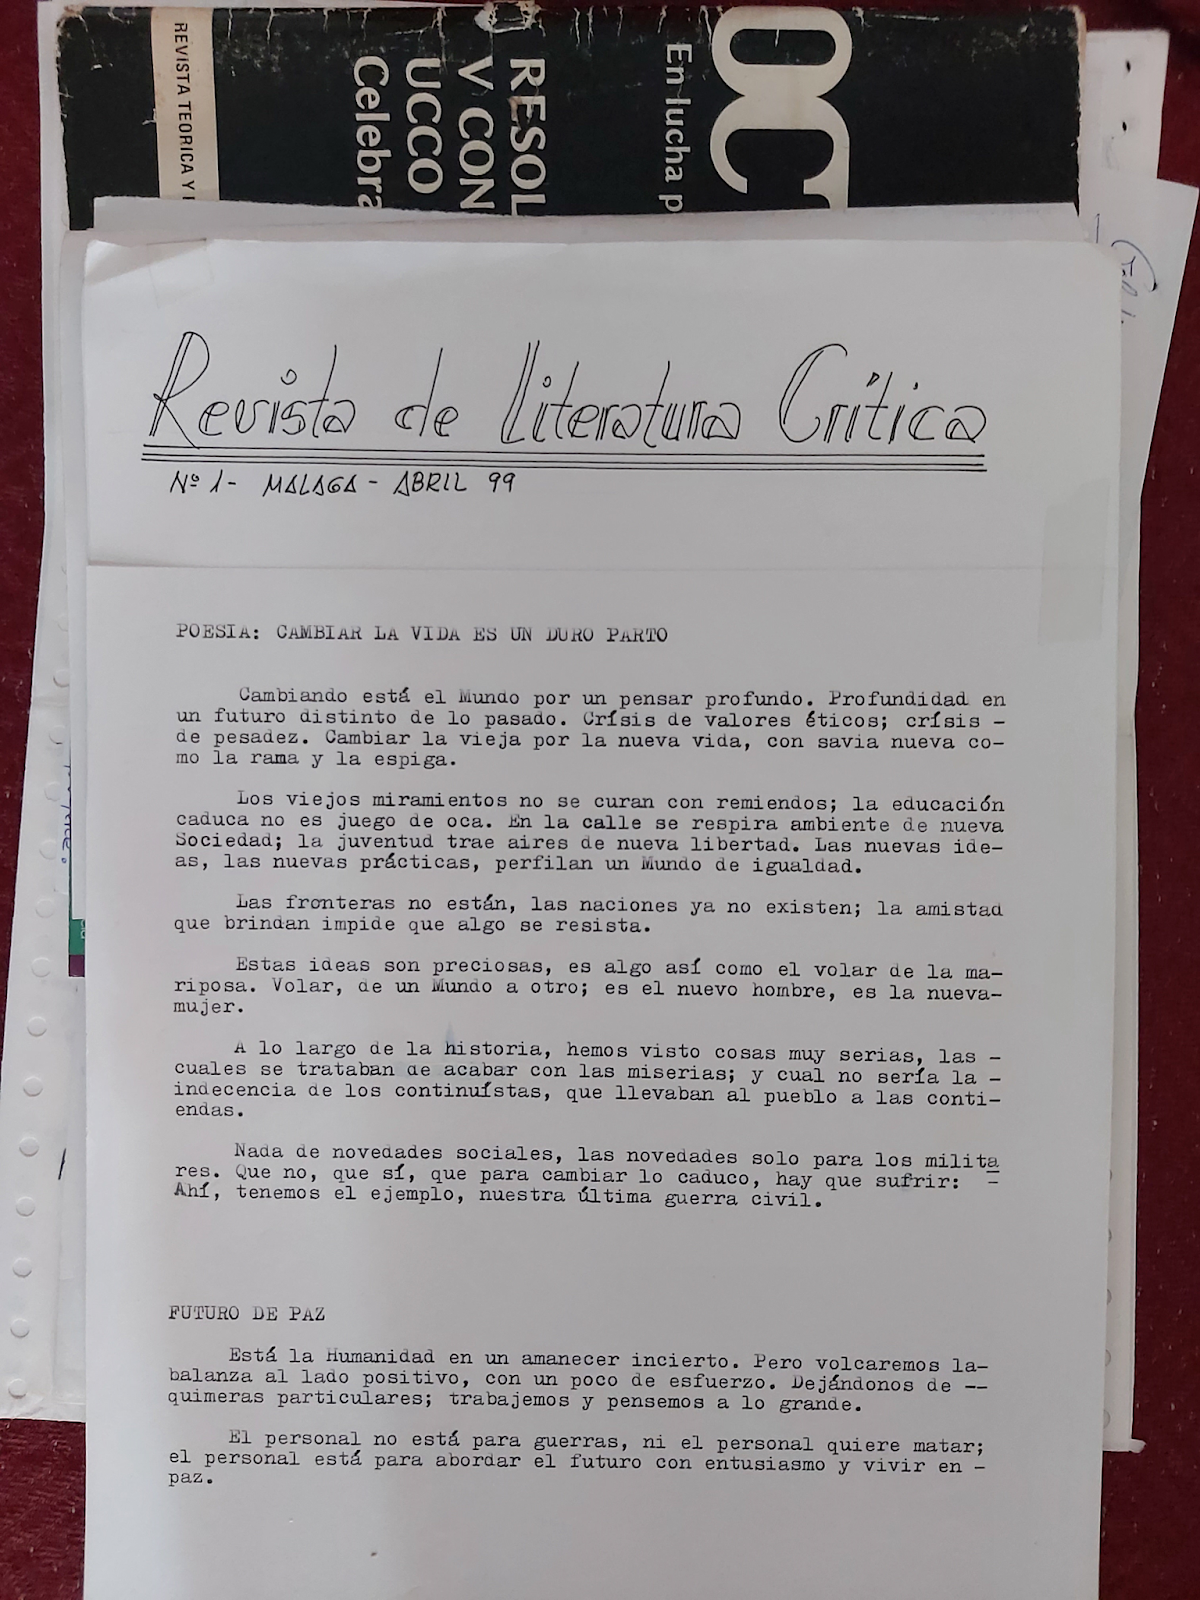 REVISTA TEORICA Y
Celebra
UCCO
V CON
RESOL
En lucha p
OC
Revista de Literatura Crítica
Nº 1- MALAGA - ABRIL 99
POESIA: CAMBIAR LA VIDA ES UN DURO PARTO
Cambiando está el Mundo por un pensar profundo. Profundidad en
un futuro distinto de lo pasado. Crísis de valores éticos; crísis -
de pesadez. Cambiar la vieja por la nueva vida, con savia nueva co-
mo la rama y la espiga.
Los viejos miramientos no se curan con remiendos; la educación
caduca no es juego de oca. En la calle se respira ambiente de nueva
Sociedad; la juventud trae aires de nueva libertad. Las nuevas ide-
as, las nuevas prácticas, perfilan un Mundo de igualdad.
Las fronteras no están, las naciones ya no existen; la amistad
que brindan impide que algo se resista.
Estas ideas son preciosas, es algo así como el volar de la ma-
riposa. Volar, de un Mundo a otro; es el nuevo hombre, es la nueva-
mujer.
A lo largo de la historia, hemos visto cosas muy serias, las -
cuales se trataban de acabar con las miserias; y cual no sería la -
indecencia de los continuístas, que llevaban al pueblo a las conti-
endas.
Nada de novedades sociales, las novedades solo para los milita
res. Que no, que sí, que para cambiar lo caduco, hay que sufrir: -
Ahí, tenemos el ejemplo, nuestra última guerra civil.
FUTURO DE PAZ
Está la Humanidad en un amanecer incierto. Pero volcaremos la-
balanza al lado positivo, con un poco de esfuerzo. Dejándonos de --
quimeras particulares; trabajemos y pensemos a lo grande.
El personal no está para guerras, ni el personal quiere matar;
el personal está para abordar el futuro con entusiasmo y vivir en -
paz.